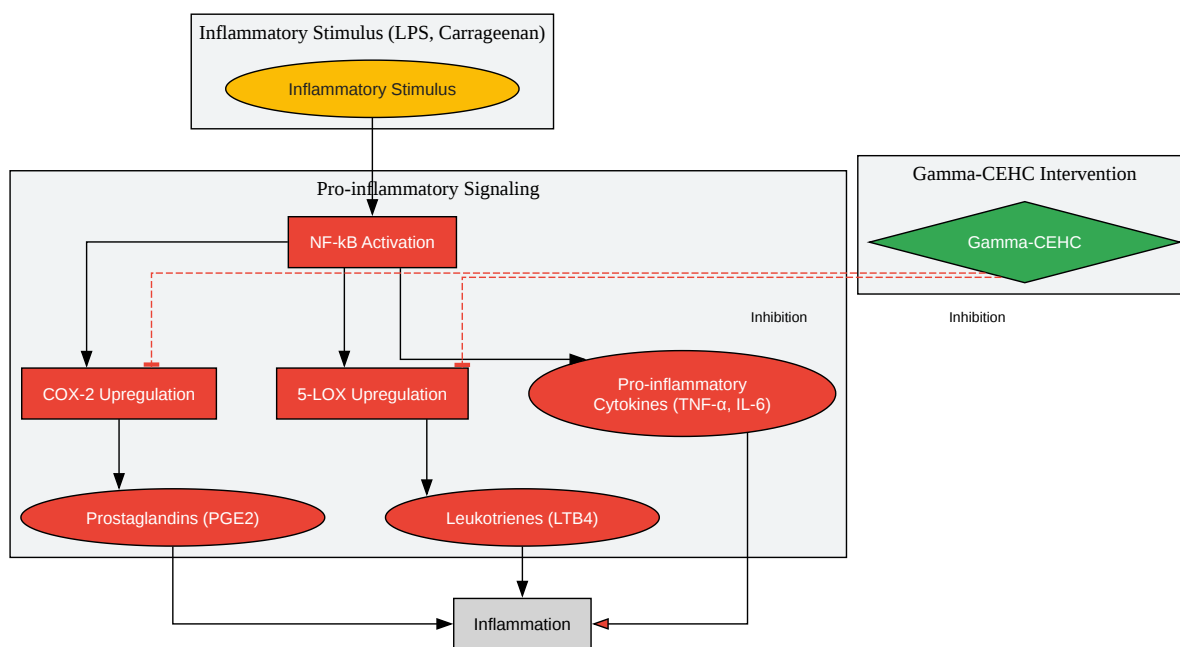 Inflammatory Stimulus (LPS, Carrageenan)
Inflammatory Stimulus
Pro-inflammatory Signaling
Gamma-CEHC Intervention
NF-kB Activation
Gamma-CEHC
Inhibition
Inhibition
COX-2 Upregulation
5-LOX Upregulation
Pro-inflammatory
Cytokines (TNF-α, IL-6)
Prostaglandins (PGE2)
Leukotrienes (LTB4)
Inflammation